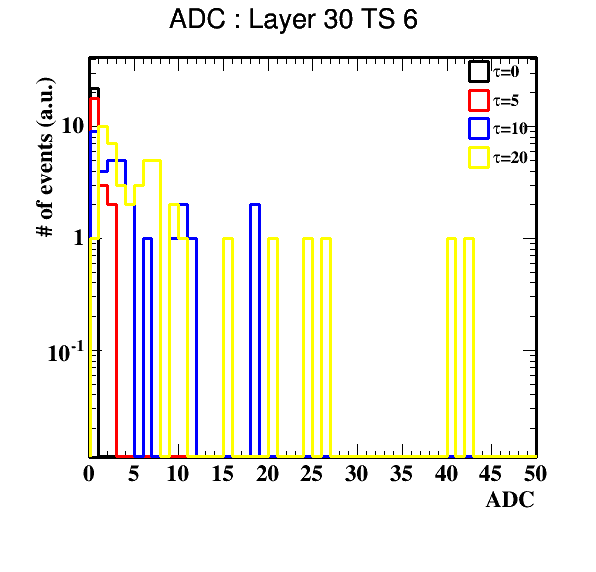 ADC : Layer 30 TS 6
# of events (a.u.)
τ=0
τ=5
τ=10
τ=20
10
1
10⁻¹
0 5 10 15 20 25 30 35 40 45 50
ADC